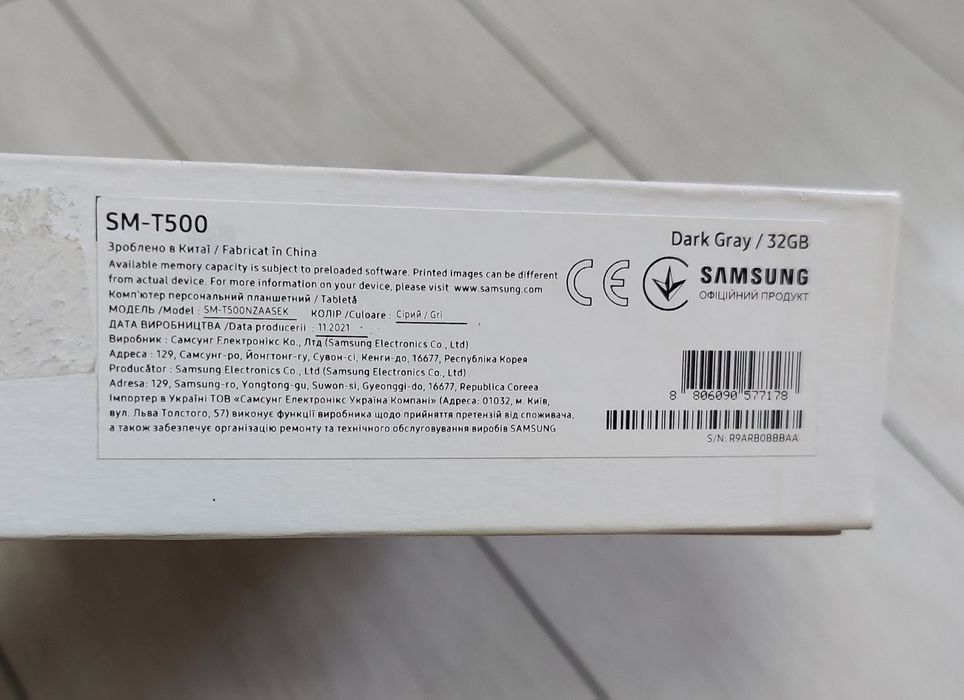 SM-T500
Dark Gray / 32GB
Зроблено в Китаї / Fabricat în China
Available memory capacity is subject to preloaded software. Printed images can be different
from actual device. For more information on your device, please visit www.samsung.com
Комп'ютер персональний планшетний / Tabletă
МОДЕЛЬ /Model : SM-T500NZAASEK КОЛІР /Culoare : Сірий / Gri
ДАТА ВИРОБНИЦТВА /Data producerii : 11.2021
Виробник : Самсунг Електронікс Ко., Лтд (Samsung Electronics Co., Ltd)
Адреса : 129, Самсунг-ро, Йонгтонг-гу, Сувон-сі, Кенги-до, 16677, Республіка Корея
Producător : Samsung Electronics Co., Ltd (Samsung Electronics Co., Ltd)
Adresa: 129, Samsung-ro, Yongtong-gu, Suwon-si, Gyeonggi-do, 16677, Republica Coreea
Імпортер в Україні ТОВ «Самсунг Електронікс Україна Компані» (Адреса: 01032, м. Київ,
вул. Льва Толстого, 57) виконує функції виробника щодо прийняття претензій від споживача,
а також забезпечує організацію ремонту та технічного обслуговування виробів SAMSUNG
CE
SAMSUNG
ОФІЦІЙНИЙ ПРОДУКТ
8 806090 577178
S/N: R9ARB0BBBAA